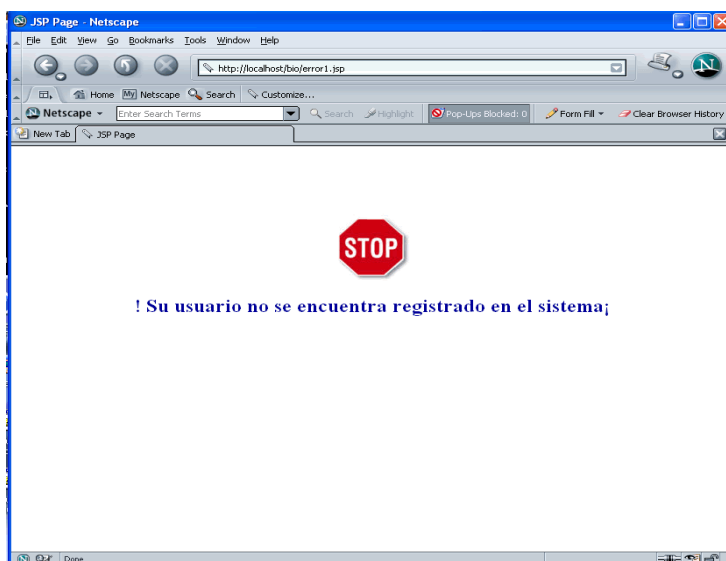 JSP Page - Netscape
File Edit View Go Bookmarks Tools Window Help
http://localhost/bio/error1.jsp
N
Home My Netscape Search Customize...
N Netscape Enter Search Terms Search Highlight Pop-Ups Blocked: 0 Form Fill Clear Browser History
New Tab JSP Page
STOP
! Su usuario no se encuentra registrado en el sistema¡
Done